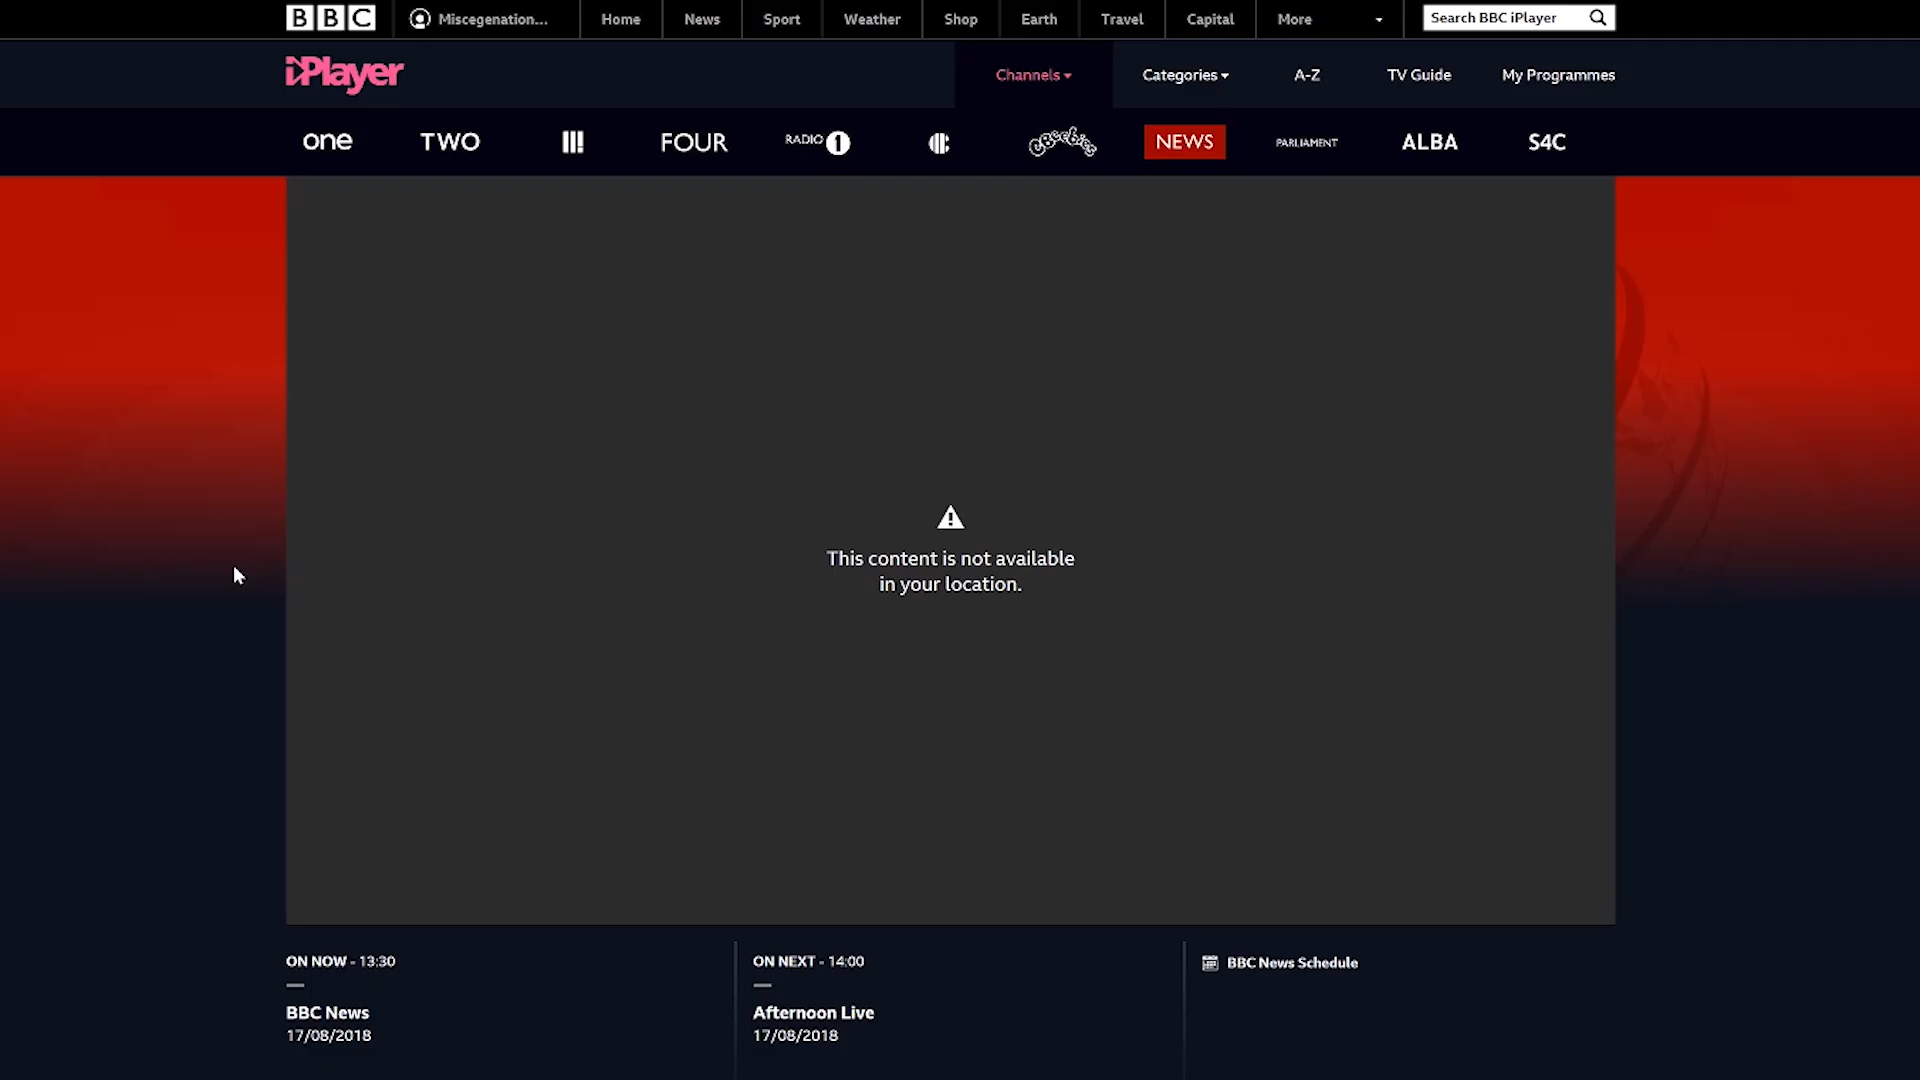 BBC Miscegenation... Home News Sport Weather Shop Earth Travel Capital More Search BBC iPlayer
iPlayer Channels Categories A-Z TV Guide My Programmes
one TWO III! FOUR RADIO 1 CBeebies NEWS PARLIAMENT ALBA S4C
This content is not available
in your location.
ON NOW - 13:30
BBC News
17/08/2018
ON NEXT - 14:00
Afternoon Live
17/08/2018
BBC News Schedule